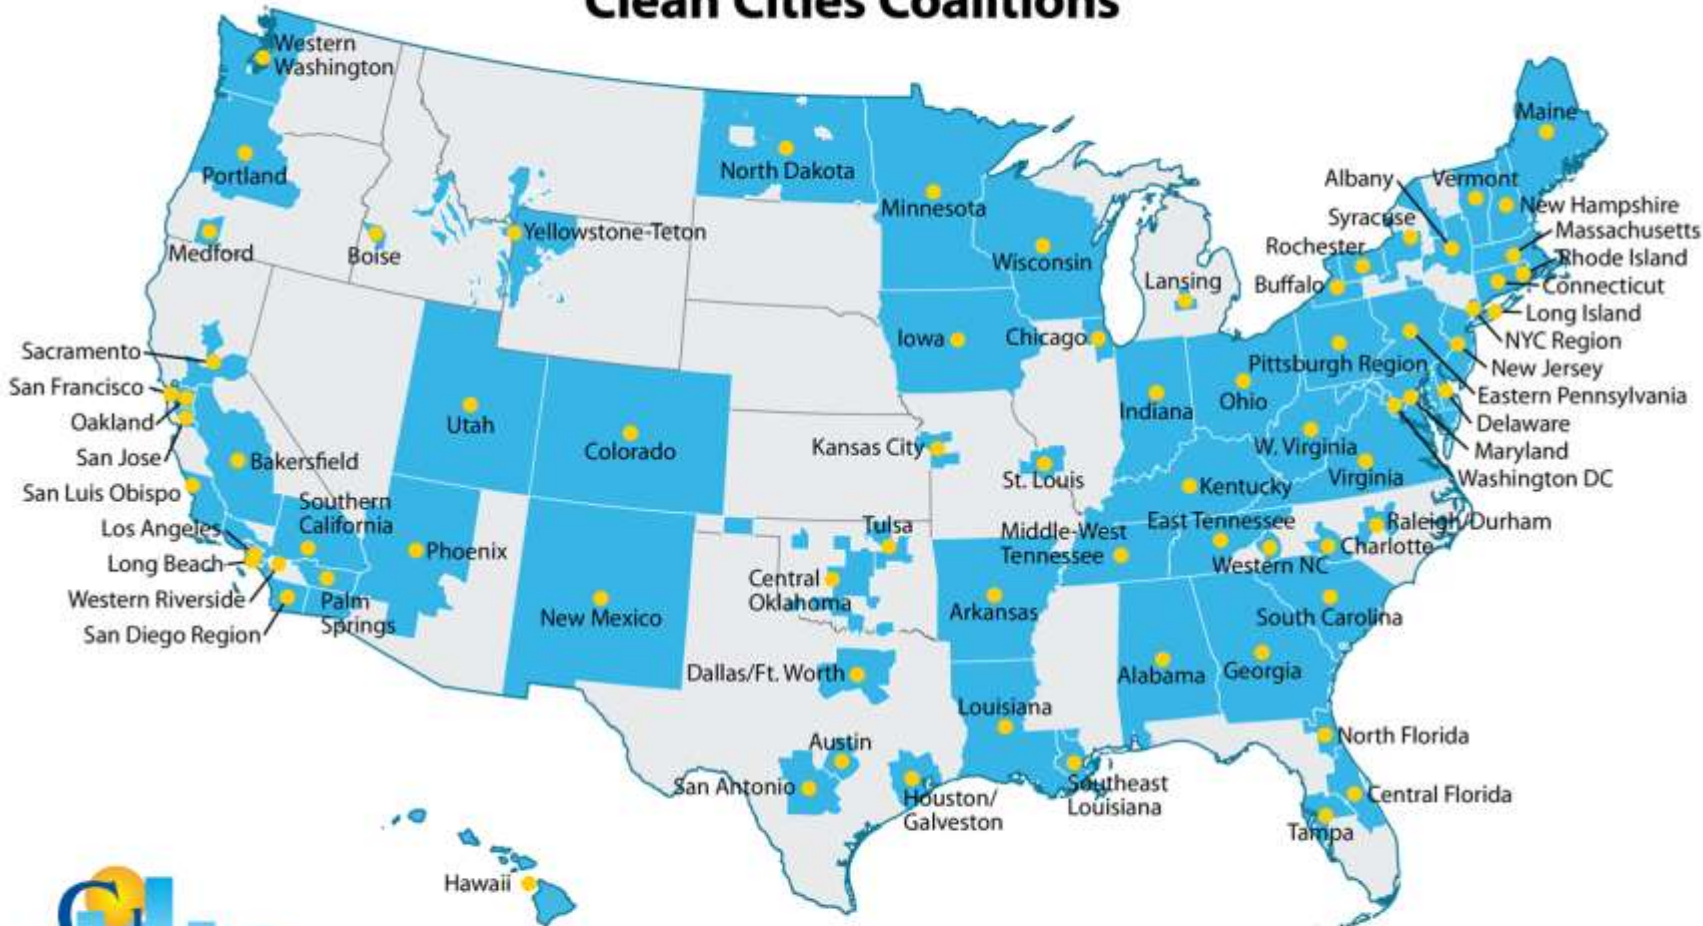 Clean Cities Coalitions
Western
Washington
Portland
Medford
Boise
Yellowstone-Teton
North Dakota
Minnesota
Wisconsin
Lansing
Iowa
Chicago
Indiana
Ohio
Pittsburgh Region
W. Virginia
Virginia
Kentucky
Maine
Vermont
Albany
Syracuse
Rochester
Buffalo
New Hampshire
Massachusetts
Rhode Island
Connecticut
Long Island
NYC Region
New Jersey
Eastern Pennsylvania
Delaware
Maryland
Washington DC
Sacramento
San Francisco
Oakland
San Jose
San Luis Obispo
Los Angeles
Long Beach
Western Riverside
San Diego Region
Bakersfield
Southern
California
Palm
Springs
Phoenix
Utah
Colorado
New Mexico
Kansas City
St. Louis
Tulsa
Central
Oklahoma
Arkansas
Middle-West
Tennessee
East Tennessee
Western NC
Charlotte
Raleigh/Durham
South Carolina
Georgia
Alabama
Dallas/Ft. Worth
Austin
San Antonio
Houston/
Galveston
Louisiana
Southeast
Louisiana
North Florida
Central Florida
Tampa
Hawaii